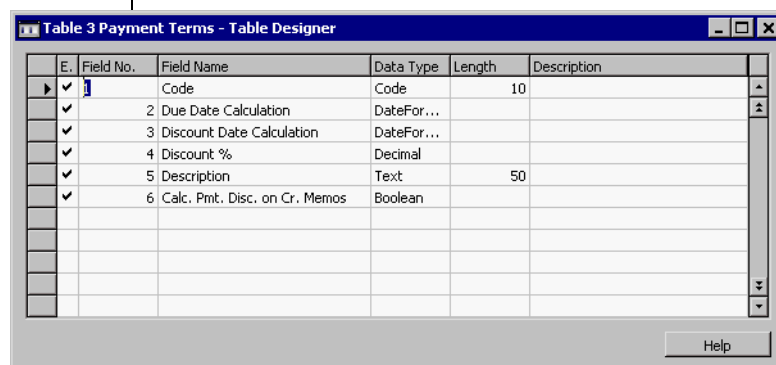 Table 3 Payment Terms - Table Designer
E. Field No. Field Name Data Type Length Description
1 Code Code 10
2 Due Date Calculation DateFor...
3 Discount Date Calculation DateFor...
4 Discount % Decimal
5 Description Text 50
6 Calc. Pmt. Disc. on Cr. Memos Boolean
Help